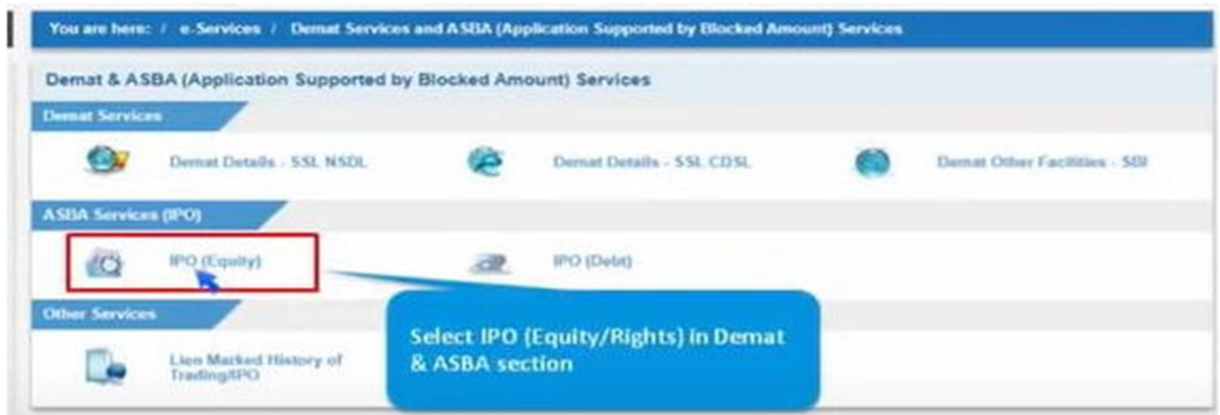 You are here: / e-Services / Demat Services and ASBA (Application Supported by Blocked Amount) Services
Demat & ASBA (Application Supported by Blocked Amount) Services
Demat Services
Demat Details - SSL NSDL
Demat Details - SSL CDSL
Demat Other Facilities - SBI
ASBA Services (IPO)
IPO (Equity)
IPO (Debt)
Other Services
Lien Marked History of
Trading/IPO
Select IPO (Equity/Rights) in Demat
& ASBA section